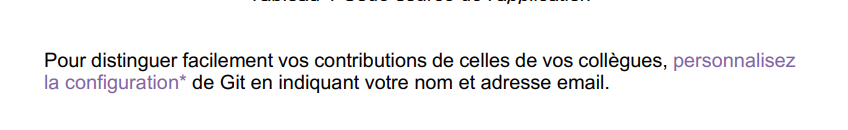 Pour distinguer facilement vos contributions de celles de vos collègues, personnalisez
la configuration* de Git en indiquant votre nom et adresse email.